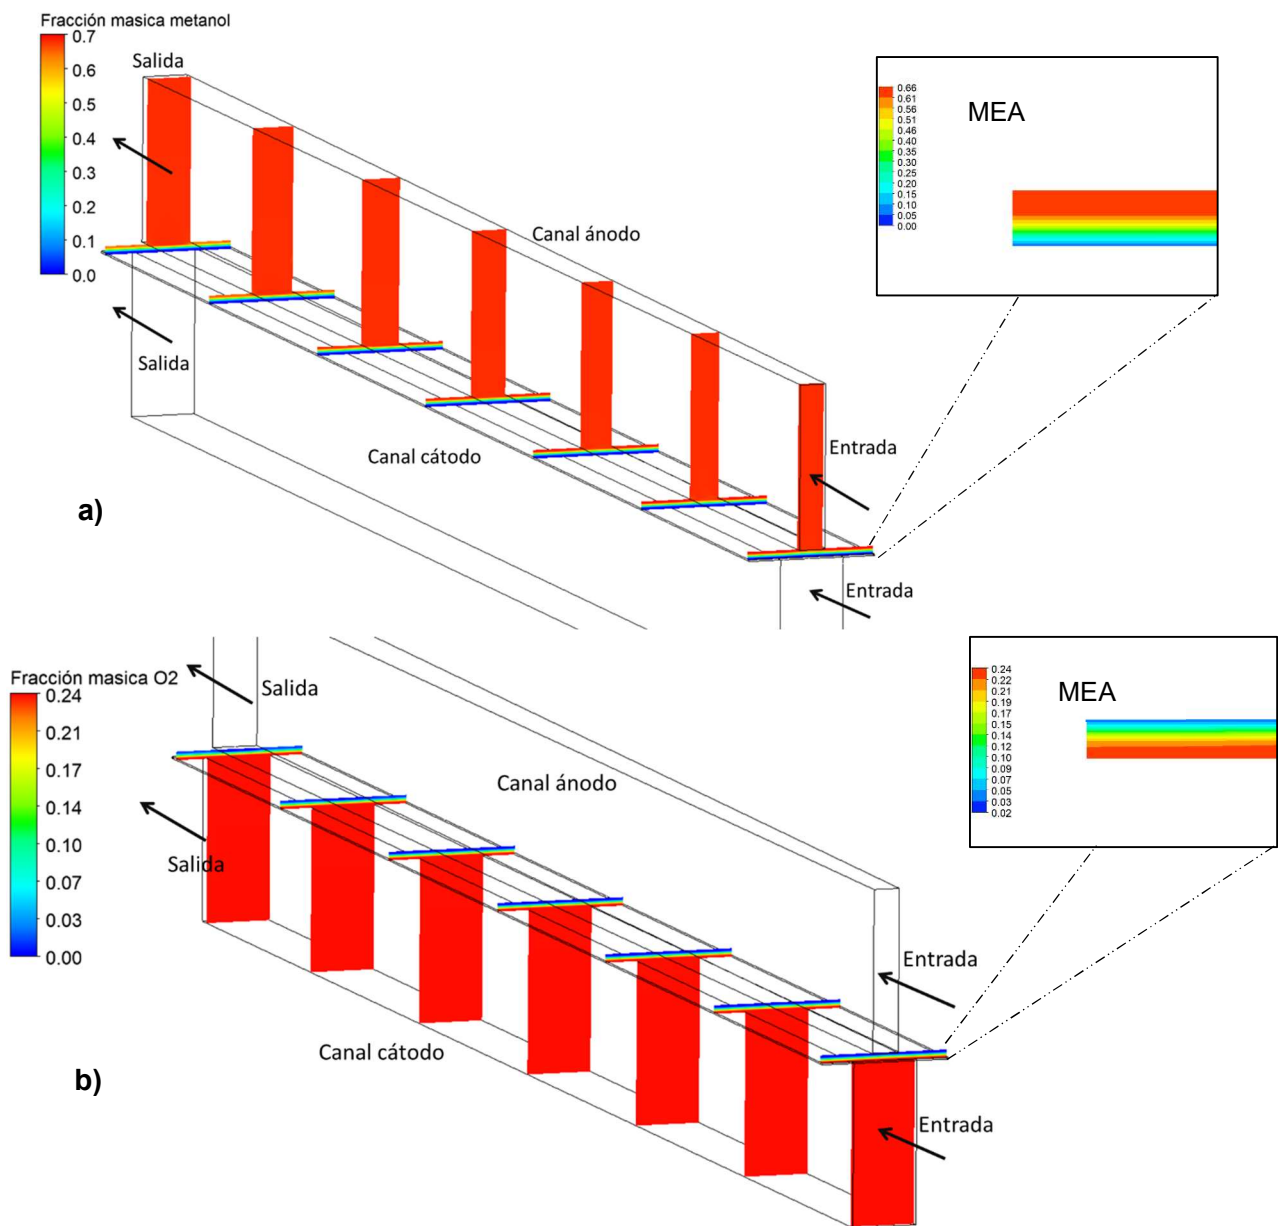 Fracción masica metanol
0.7
0.6
0.5
0.4
0.3
0.2
0.1
0.0
Salida
Salida
Canal ánodo
Canal cátodo
Entrada
Entrada
a)
MEA
0.66
0.61
0.56
0.51
0.46
0.40
0.35
0.30
0.25
0.20
0.15
0.10
0.05
0.00
Fracción masica O2
0.24
0.21
0.17
0.14
0.10
0.07
0.03
0.00
Salida
Salida
Canal ánodo
Canal cátodo
Entrada
Entrada
b)
MEA
0.24
0.22
0.21
0.19
0.17
0.15
0.14
0.12
0.10
0.09
0.07
0.05
0.03
0.02